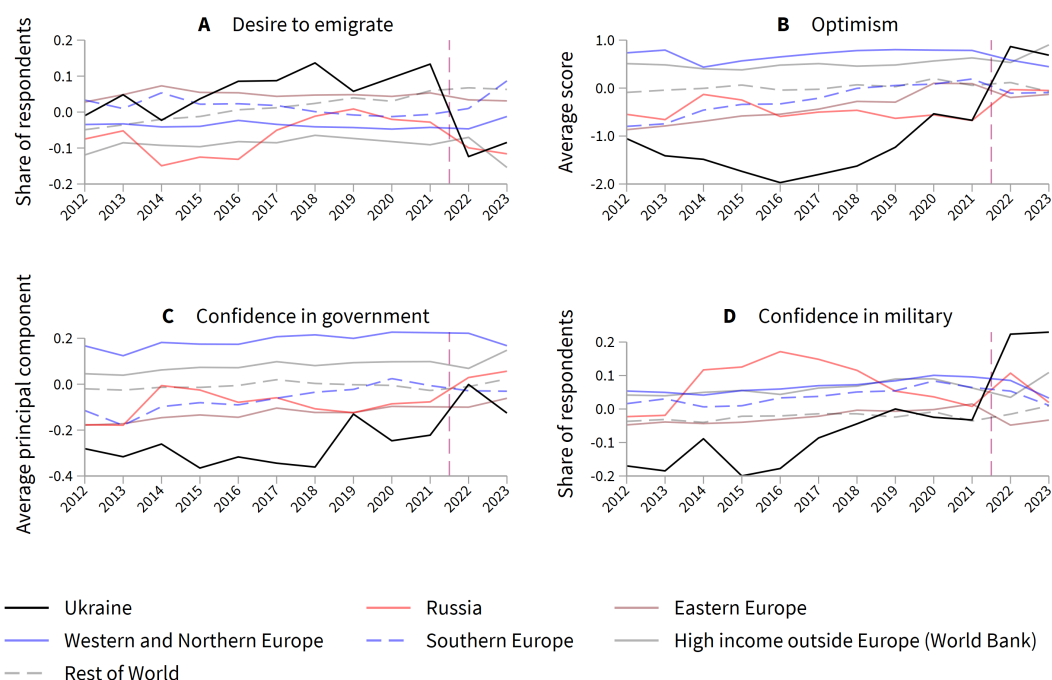 A Desire to emigrate
Share of respondents
0.2
0.1
0.0
-0.1
-0.2
2012 2013 2014 2015 2016 2017 2018 2019 2020 2021 2022 2023
B Optimism
Average score
1.0
0.0
-1.0
-2.0
2012 2013 2014 2015 2016 2017 2018 2019 2020 2021 2022 2023
C Confidence in government
Average principal component
0.2
0.0
-0.2
-0.4
2012 2013 2014 2015 2016 2017 2018 2019 2020 2021 2022 2023
D Confidence in military
Share of respondents
0.2
0.1
0.0
-0.1
-0.2
2012 2013 2014 2015 2016 2017 2018 2019 2020 2021 2022 2023
Ukraine Russia Eastern Europe
Western and Northern Europe Southern Europe High income outside Europe (World Bank)
Rest of World